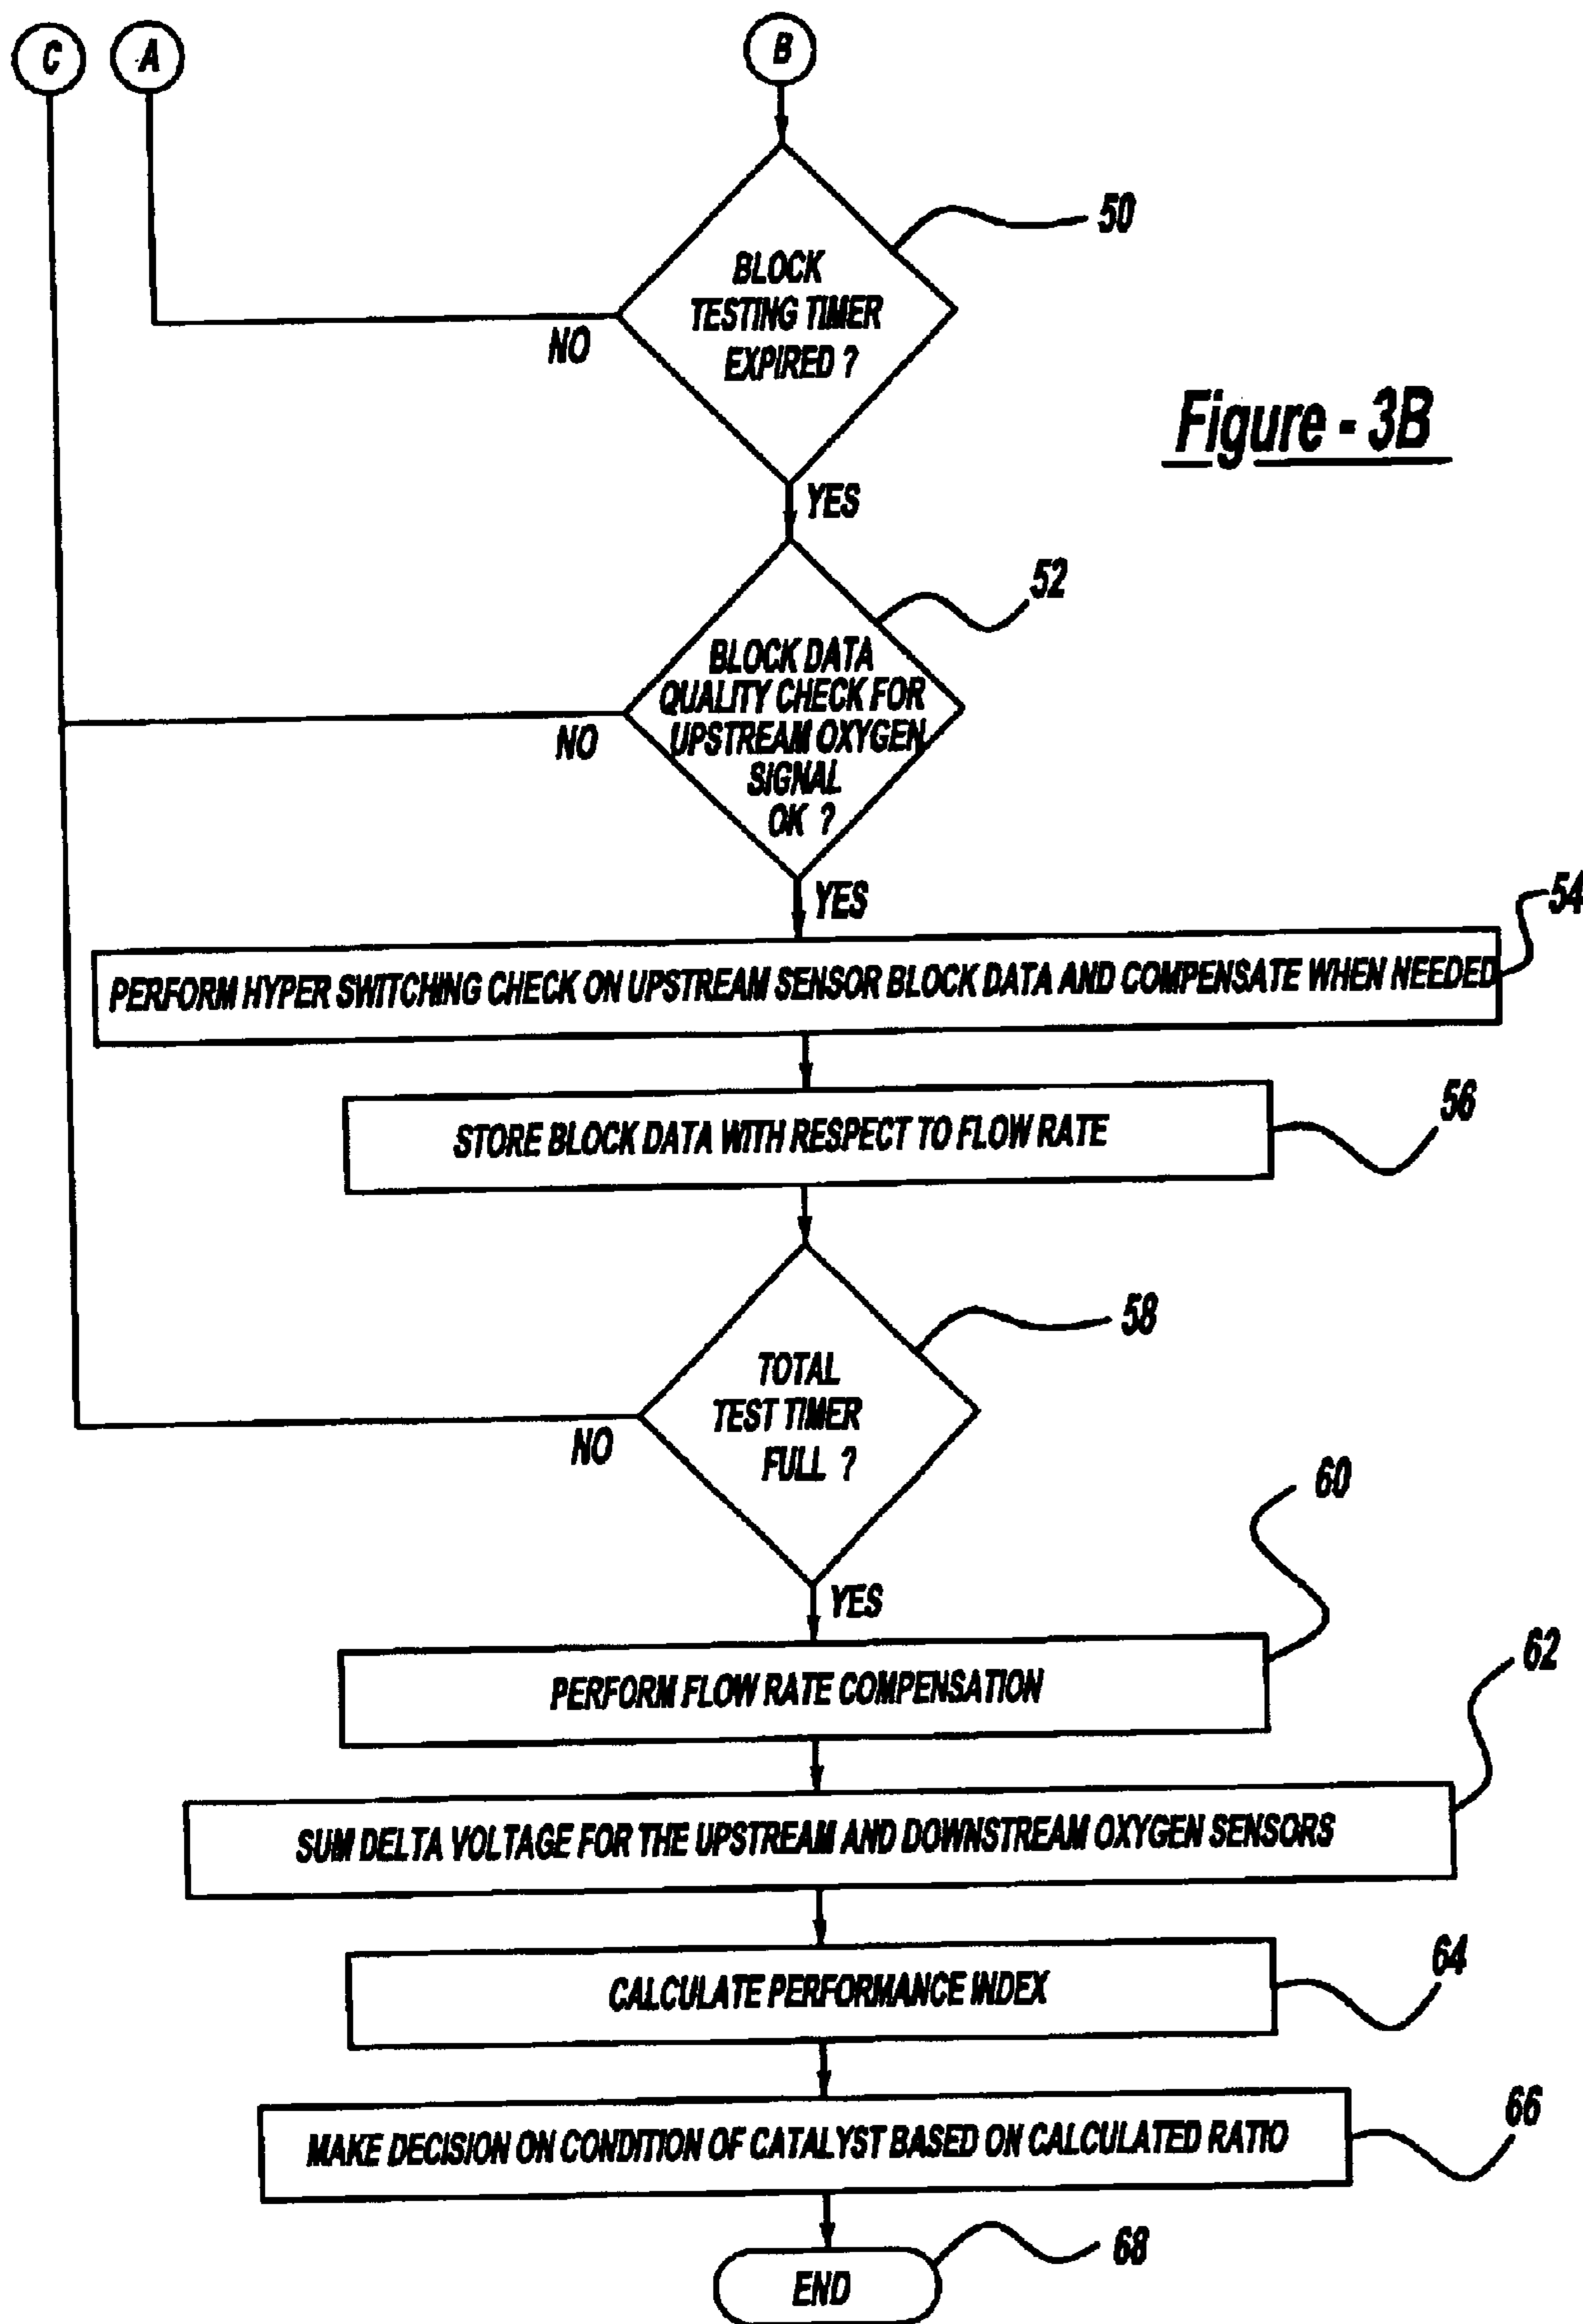 C
A
B
50
BLOCK
TESTING TIMER
EXPIRED ?
NO
Figure - 3B
YES
52
BLOCK DATA
QUALITY CHECK FOR
UPSTREAM OXYGEN
SIGNAL
OK ?
NO
YES
54
PERFORM HYPER SWITCHING CHECK ON UPSTREAM SENSOR BLOCK DATA AND COMPENSATE WHEN NEEDED
56
STORE BLOCK DATA WITH RESPECT TO FLOW RATE
58
TOTAL
TEST TIMER
FULL ?
NO
60
YES
62
PERFORM FLOW RATE COMPENSATION
SUM DELTA VOLTAGE FOR THE UPSTREAM AND DOWNSTREAM OXYGEN SENSORS
64
CALCULATE PERFORMANCE INDEX
66
MAKE DECISION ON CONDITION OF CATALYST BASED ON CALCULATED RATIO
68
END